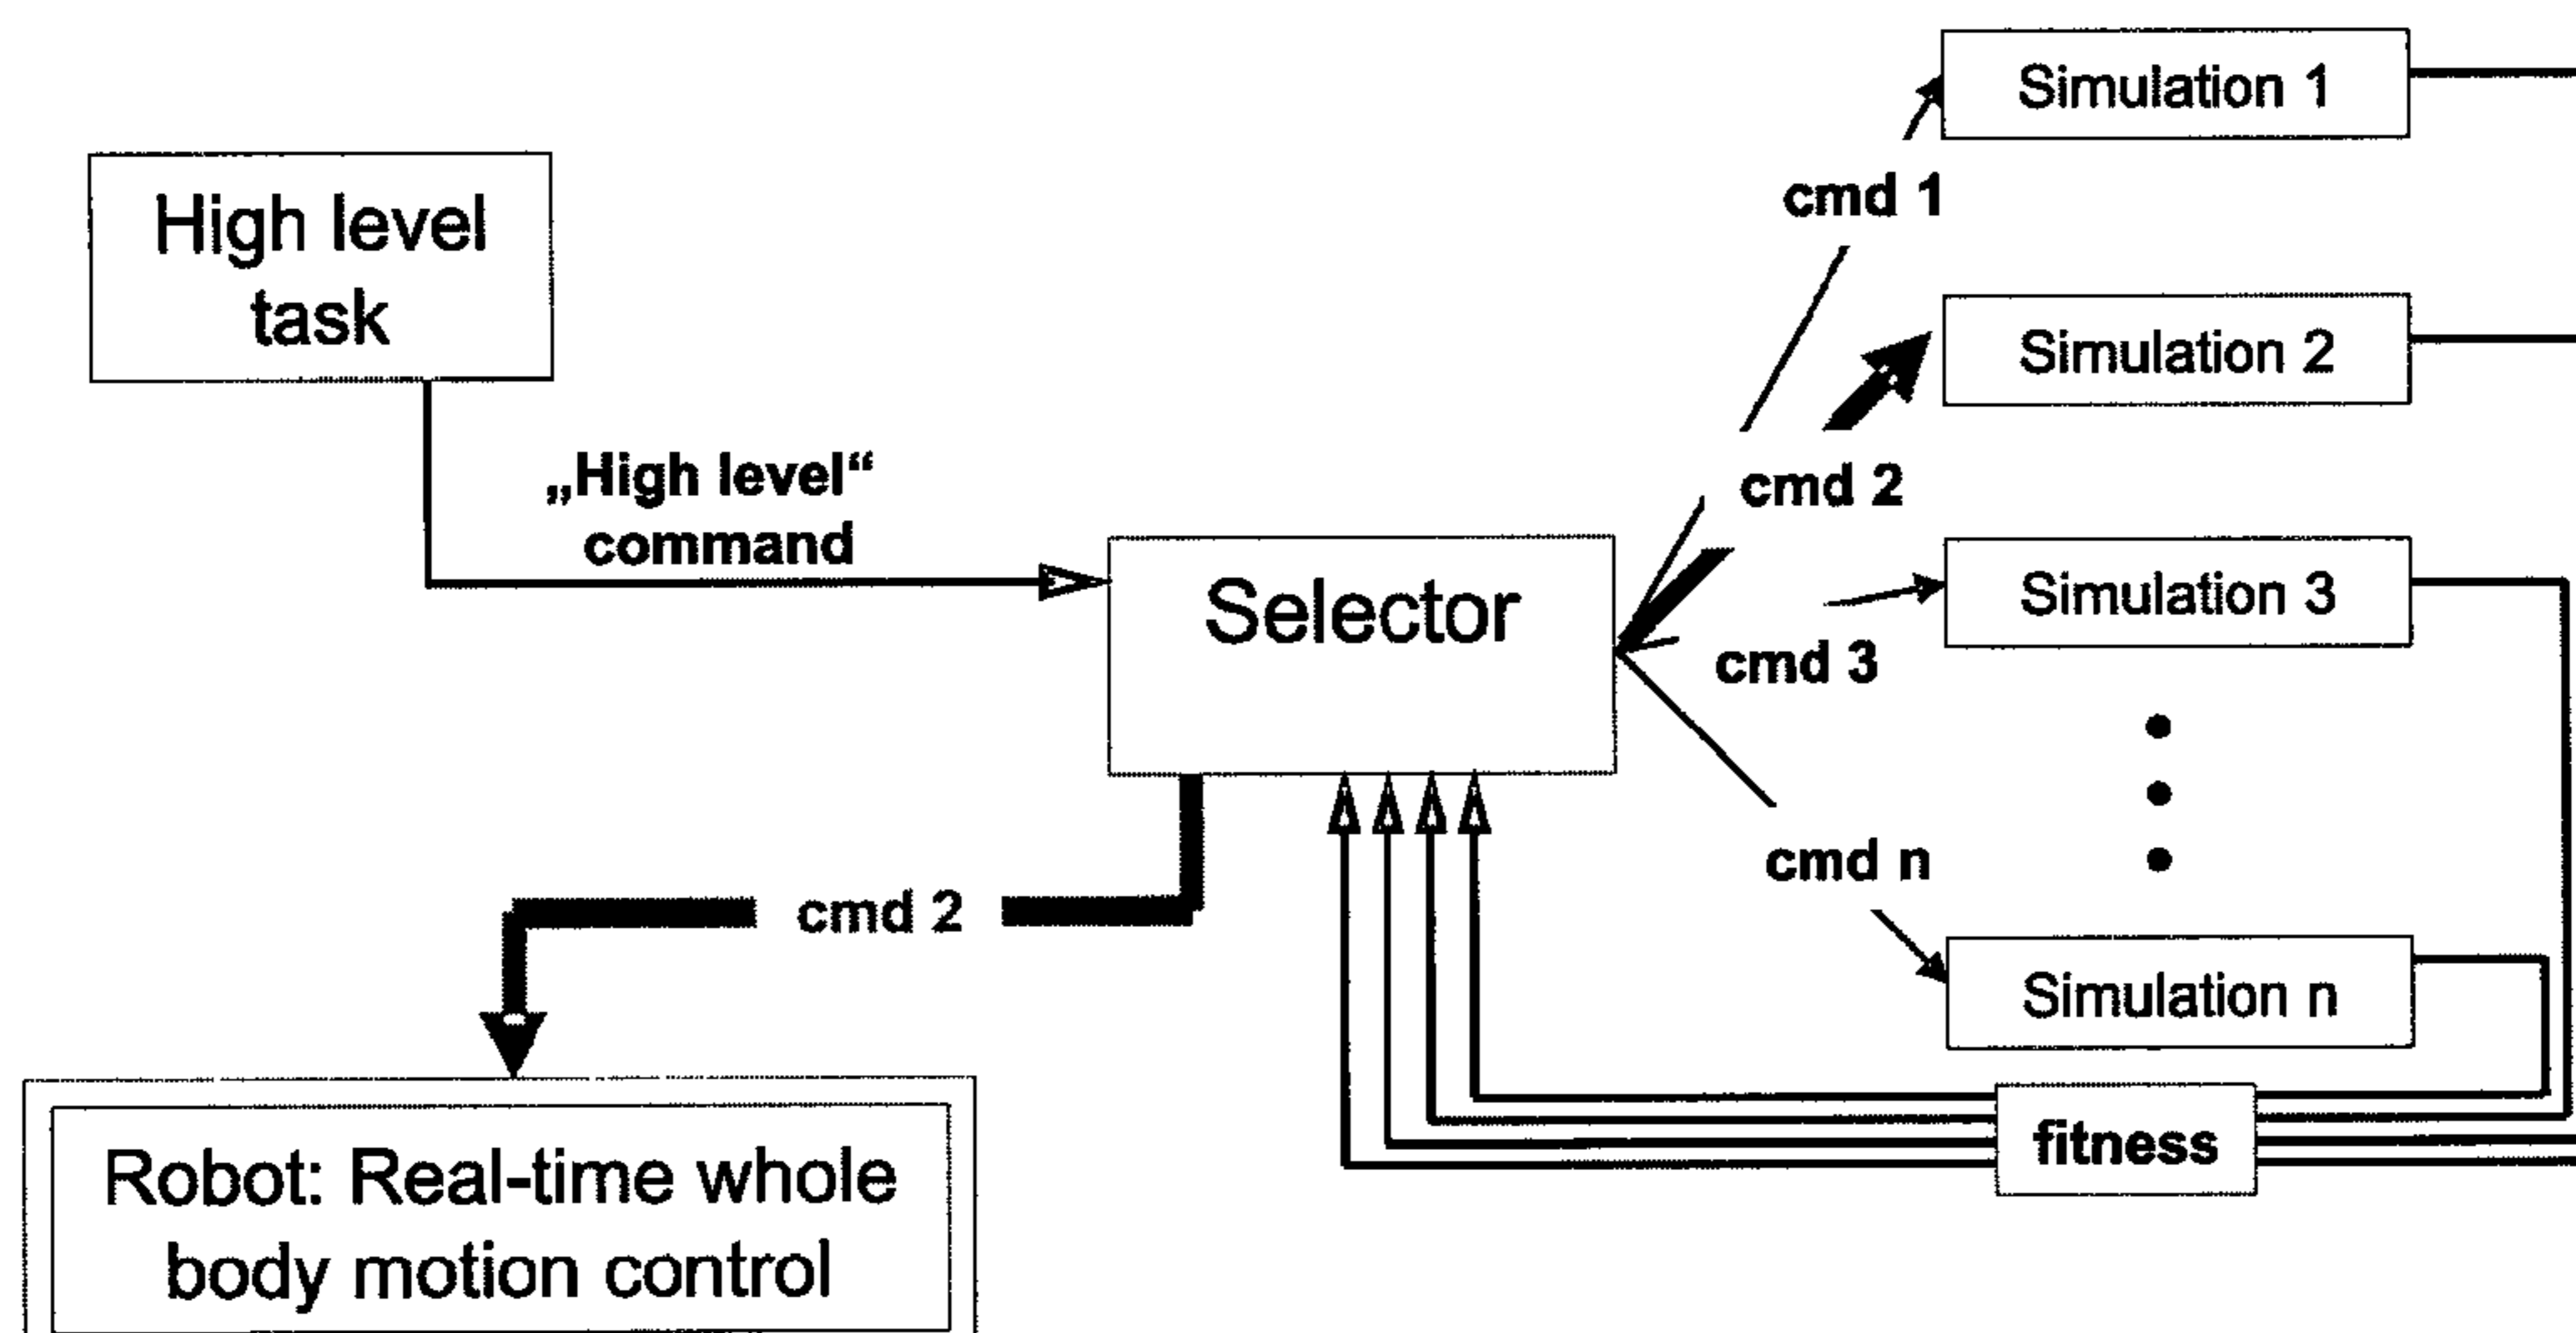 High level
task
„High level“
command
Selector
cmd 1
cmd 2
cmd 3
cmd n
Simulation 1
Simulation 2
Simulation 3
Simulation n
fitness
cmd 2
Robot: Real-time whole
body motion control